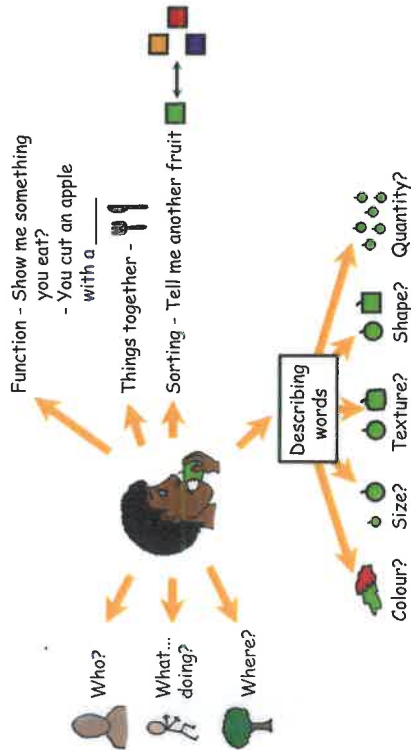 Function - Show me something
you eat?
- You cut an apple
with a ______
Things together -
Sorting - Tell me another fruit
Who?
What...
doing?
Where?
Describing
words
Colour?
Size?
Texture?
Shape?
Quantity?